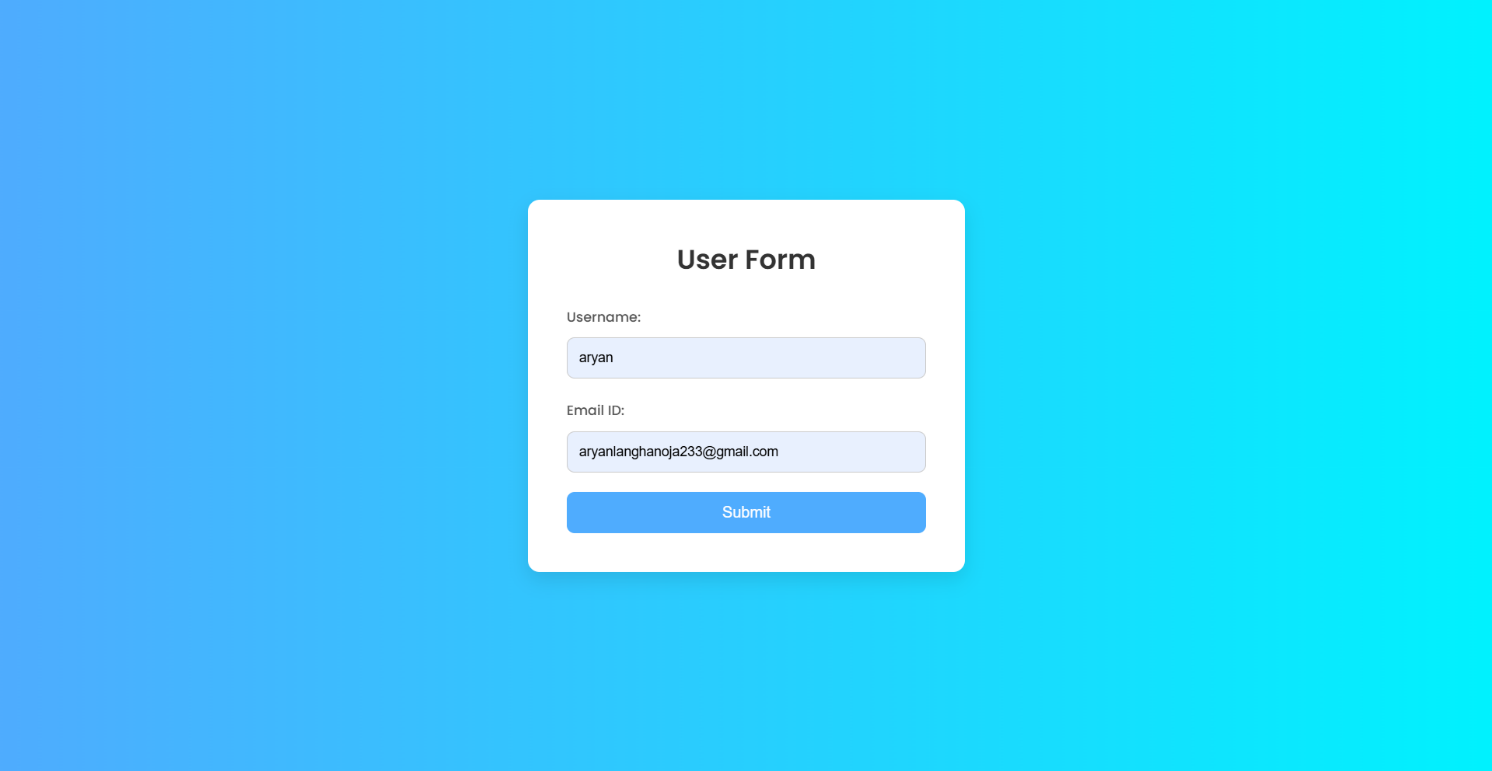 User Form
Username:
aryan
Email ID:
aryanlanghanoja233@gmail.com
Submit